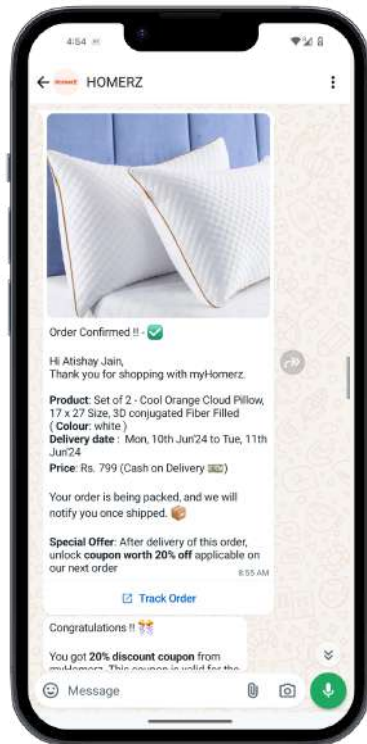 4:54
HOMERZ
Order Confirmed !! - ✅
Hi Atishay Jain,
Thank you for shopping with myHomerz.
Product: Set of 2 - Cool Orange Cloud Pillow,
17 x 27 Size, 3D conjugated Fiber Filled
( Colour: white )
Delivery date : Mon, 10th Jun'24 to Tue, 11th
Jun'24
Price: Rs. 799 (Cash on Delivery 💵)
Your order is being packed, and we will
notify you once shipped. 📦
Special Offer: After delivery of this order,
unlock coupon worth 20% off applicable on
our next order
8:55 AM
Track Order
Congratulations !! 🎊
You got 20% discount coupon from
myHomerz. This coupon is valid for the
Message